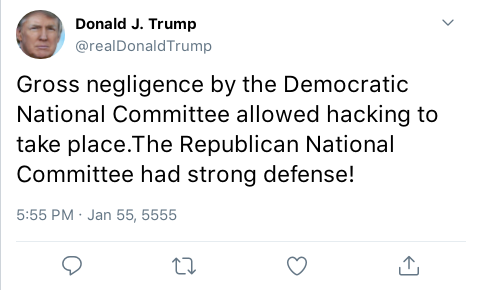 Donald J. Trump
@realDonaldTrump
Gross negligence by the Democratic
National Committee allowed hacking to
take place.The Republican National
Committee had strong defense!
5:55 PM · Jan 55, 5555